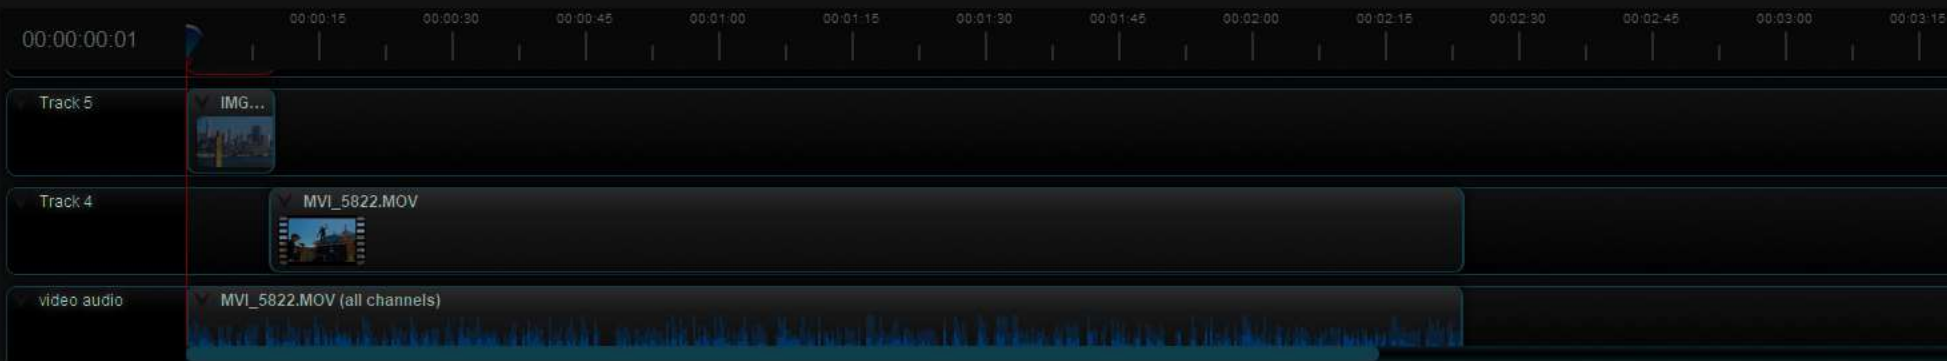 00:00:15 00:00:30 00:00:45 00:01:00 00:01:15 00:01:30 00:01:45 00:02:00 00:02:15 00:02:30 00:02:45 00:03:00 00:03:15
00:00:00:01
Track 5 IMG...
Track 4 MVI_5822.MOV
video audio MVI_5822.MOV (all channels)